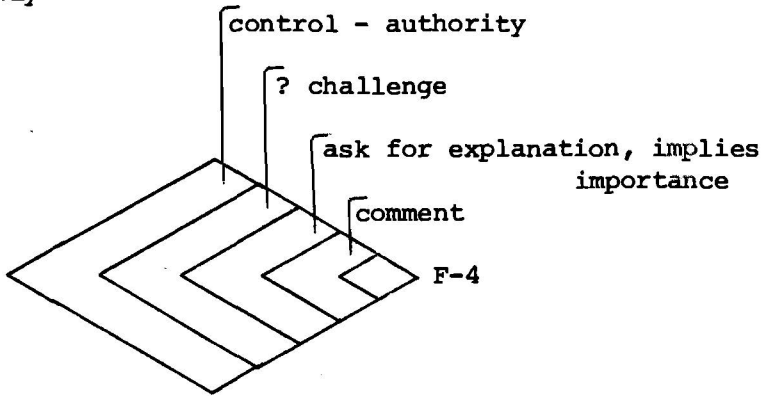 control - authority
? challenge
ask for explanation, implies
importance
comment
F-4